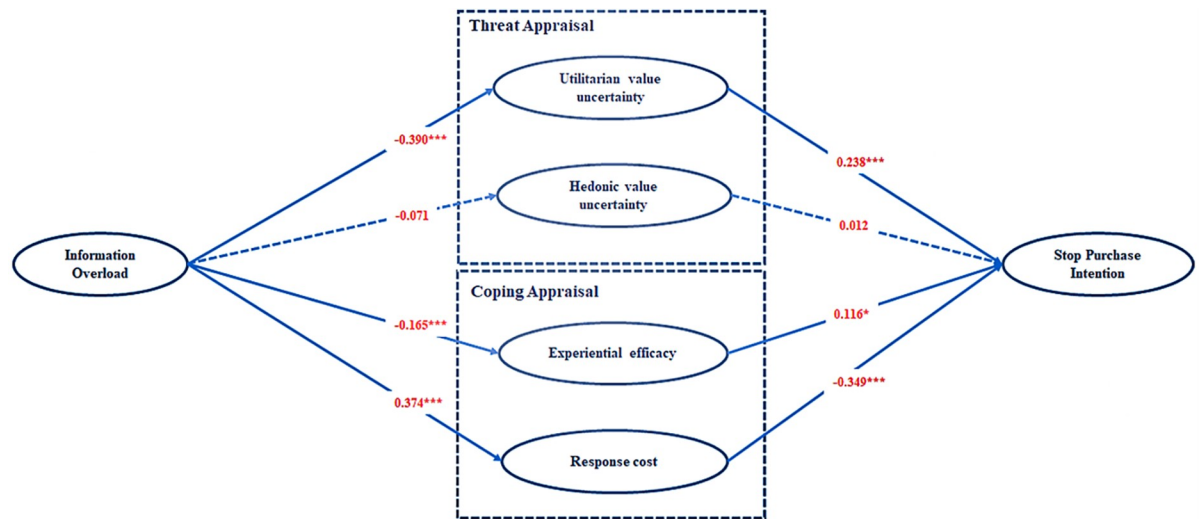 Threat Appraisal
Utilitarian value
uncertainty
-0.390***
0.238***
Hedonic value
uncertainty
-0.071
0.012
Information
Overload
Stop Purchase
Intention
Coping Appraisal
-0.165***
0.116*
Experiential efficacy
0.374***
-0.349***
Response cost